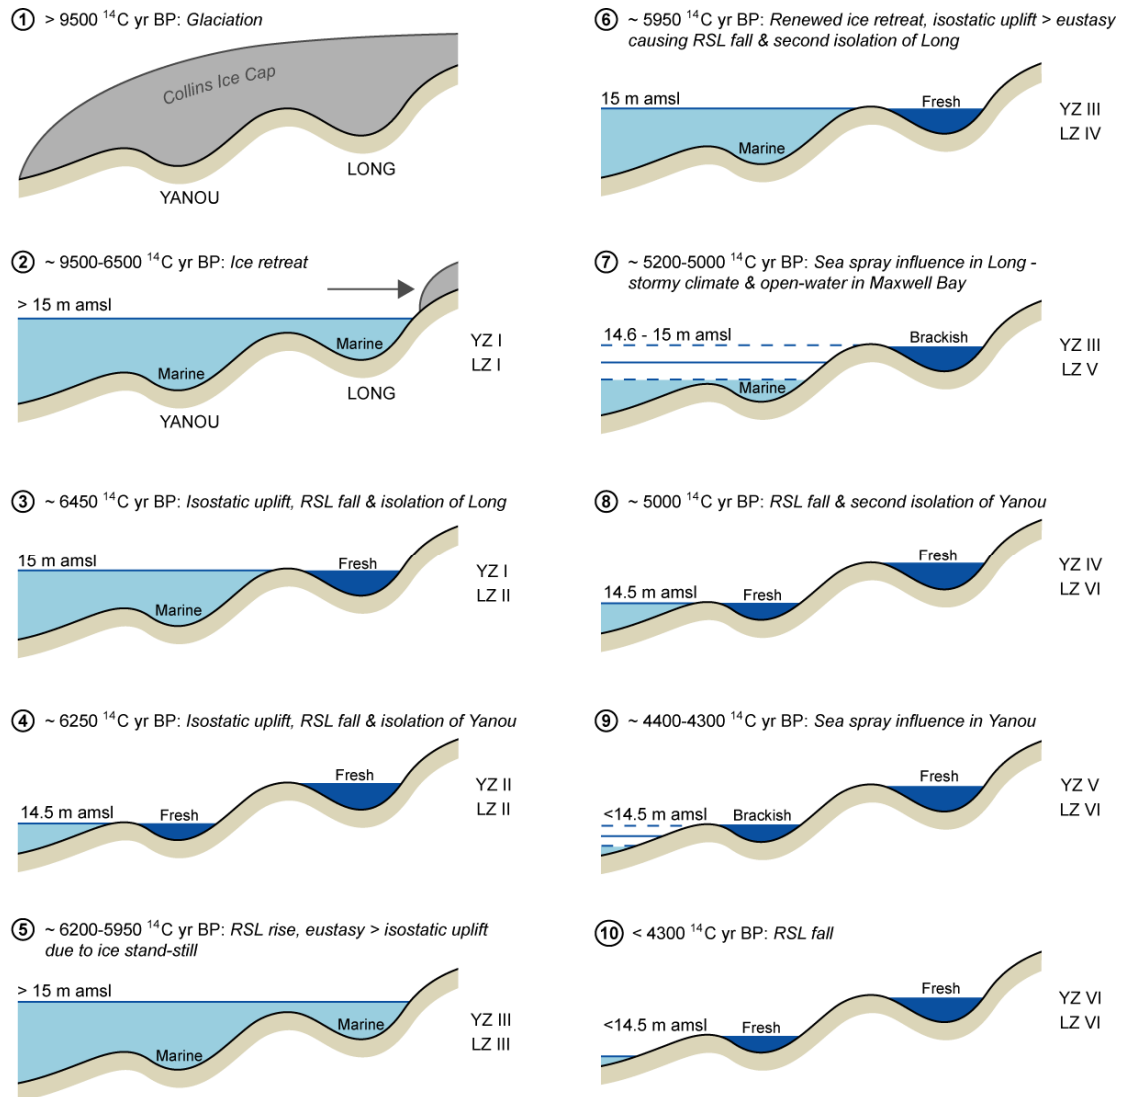 1 > 9500 ¹⁴C yr BP: Glaciation
Collins Ice Cap
LONG
YANOU
2 ~ 9500-6500 ¹⁴C yr BP: Ice retreat
> 15 m amsl
Marine
Marine
YZ I
LZ I
LONG
YANOU
3 ~ 6450 ¹⁴C yr BP: Isostatic uplift, RSL fall & isolation of Long
15 m amsl
Fresh
Marine
YZ I
LZ II
4 ~ 6250 ¹⁴C yr BP: Isostatic uplift, RSL fall & isolation of Yanou
Fresh
14.5 m amsl
Fresh
YZ II
LZ II
5 ~ 6200-5950 ¹⁴C yr BP: RSL rise, eustasy > isostatic uplift
due to ice stand-still
> 15 m amsl
Marine
Marine
YZ III
LZ III
6 ~ 5950 ¹⁴C yr BP: Renewed ice retreat, isostatic uplift > eustasy
causing RSL fall & second isolation of Long
15 m amsl
Fresh
Marine
YZ III
LZ IV
7 ~ 5200-5000 ¹⁴C yr BP: Sea spray influence in Long -
stormy climate & open-water in Maxwell Bay
14.6 - 15 m amsl
Brackish
Marine
YZ III
LZ V
8 ~ 5000 ¹⁴C yr BP: RSL fall & second isolation of Yanou
Fresh
14.5 m amsl
Fresh
YZ IV
LZ VI
9 ~ 4400-4300 ¹⁴C yr BP: Sea spray influence in Yanou
Fresh
<14.5 m amsl
Brackish
YZ V
LZ VI
10 < 4300 ¹⁴C yr BP: RSL fall
Fresh
<14.5 m amsl
Fresh
YZ VI
LZ VI